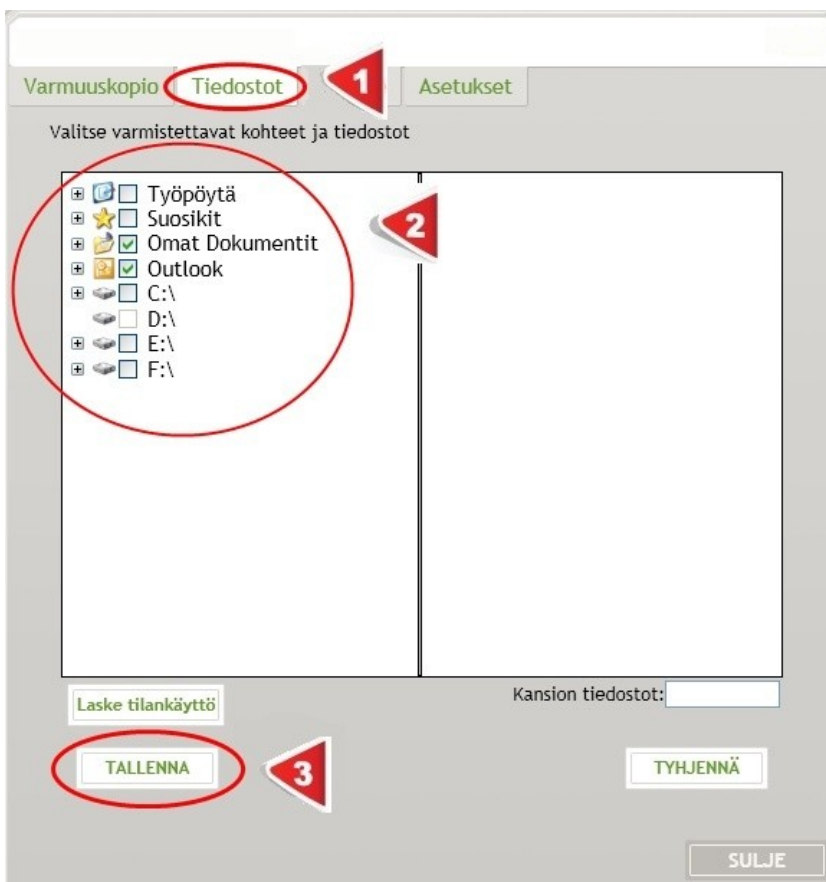 Varmuuskopio Tiedostot 1 Asetukset
Valitse varmistettavat kohteet ja tiedostot
Työpöytä
Suosikit
2
Omat Dokumentit
Outlook
C:\
D:\
E:\
F:\
Laske tilankäyttö
Kansion tiedostot:
TALLENNA 3 TYHJENNÄ
SULJE